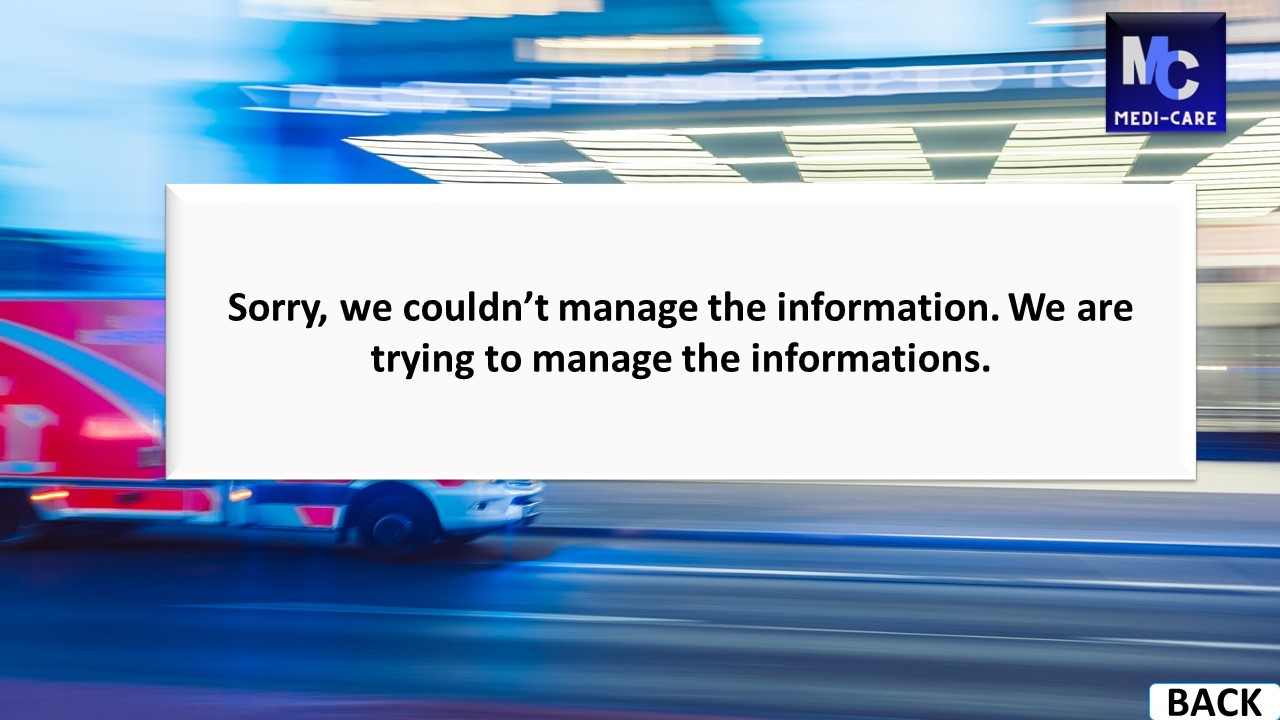 MC
MEDI-CARE
Sorry, we couldn’t manage the information. We are
trying to manage the informations.
BACK